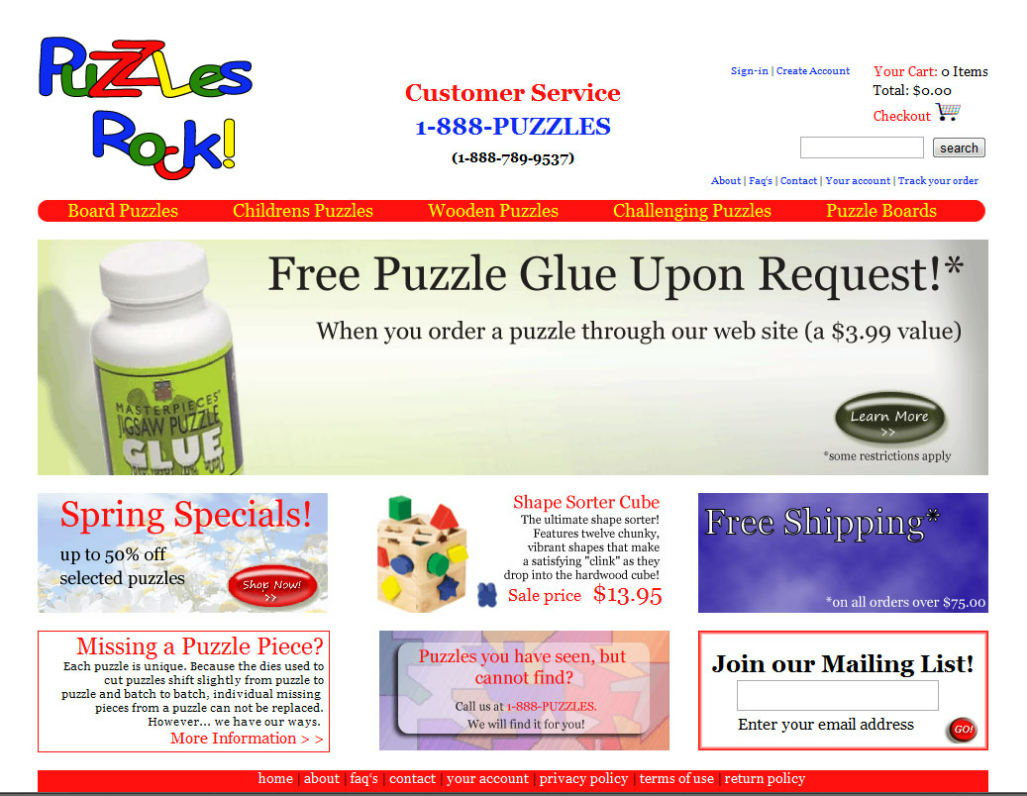 Puzzles
Rock!
Customer Service
1-888-PUZZLES
(1-888-789-9537)
Sign-in | Create Account
Your Cart: 0 Items
Total: $0.00
Checkout
search
About | Faq's | Contact | Your account | Track your order
Board Puzzles Childrens Puzzles Wooden Puzzles Challenging Puzzles Puzzle Boards
Free Puzzle Glue Upon Request!*
When you order a puzzle through our web site (a $3.99 value)
MASTERPIECES
JIGSAW PUZZLE
GLUE
Learn More
>>
*some restrictions apply
Spring Specials!
up to 50% off
selected puzzles
Shop Now!
>>
Shape Sorter Cube
The ultimate shape sorter!
Features twelve chunky,
vibrant shapes that make
a satisfying "clink" as they
drop into the hardwood cube!
Sale price $13.95
Free Shipping*
*on all orders over $75.00
Missing a Puzzle Piece?
Each puzzle is unique. Because the dies used to
cut puzzles shift slightly from puzzle to
puzzle and batch to batch, individual missing
pieces from a puzzle can not be replaced.
However... we have our ways.
More Information > >
Puzzles you have seen, but
cannot find?
Call us at 1-888-PUZZLES.
We will find it for you!
Join our Mailing List!
Enter your email address
GO!
home | about | faq's | contact | your account | privacy policy | terms of use | return policy